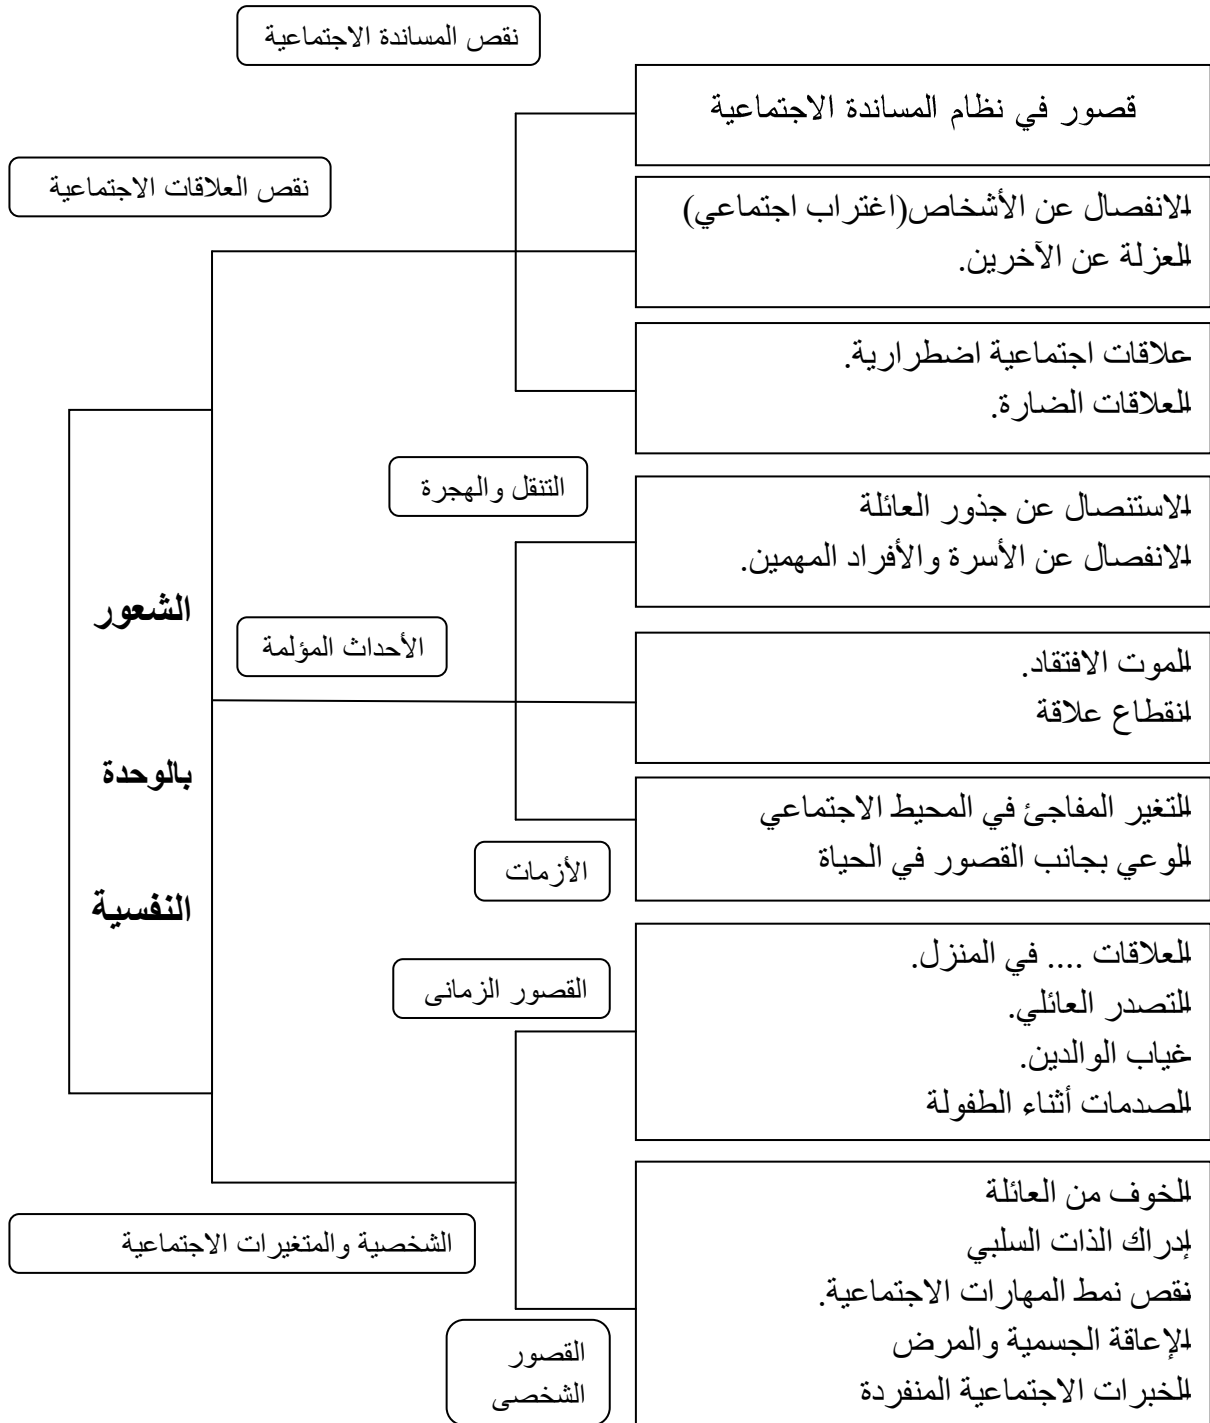 نقص المساندة الاجتماعية
قصور في نظام المساندة الاجتماعية
نقص العلاقات الاجتماعية
الانفصال عن الأشخاص(اغتراب اجتماعي)
العزلة عن الآخرين.
علاقات اجتماعية اضطرارية.
العلاقات الضارة.
التنقل والهجرة
الاستنصال عن جذور العائلة
الانفصال عن الأسرة والأفراد المهمين.
الشعور
بالوحدة
النفسية
الأحداث المؤلمة
الموت الافتقاد.
انقطاع علاقة
التغير المفاجئ في المحيط الاجتماعي
الوعي بجانب القصور في الحياة
الأزمات
القصور الزمانى
العلاقات .... في المنزل.
التصدر العائلي.
غياب الوالدين.
الصدمات أثناء الطفولة
الشخصية والمتغيرات الاجتماعية
الخوف من العائلة
إدراك الذات السلبي
نقص نمط المهارات الاجتماعية.
الإعاقة الجسمية والمرض
الخبرات الاجتماعية المنفردة
القصور
الشخصى